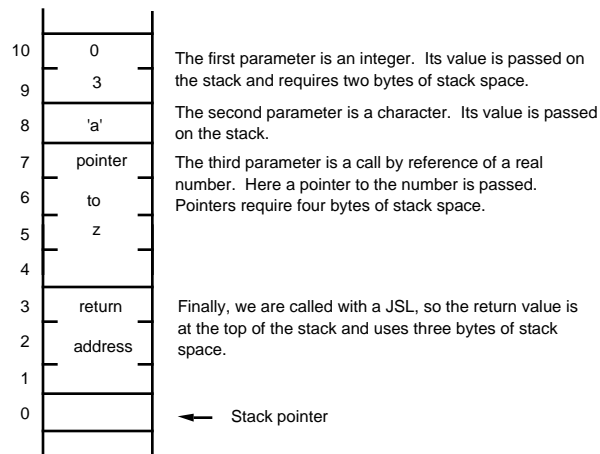 10
0
The first parameter is an integer. Its value is passed on
9
3
the stack and requires two bytes of stack space.
8
'a'
The second parameter is a character. Its value is passed
on the stack.
7
pointer
The third parameter is a call by reference of a real
number. Here a pointer to the number is passed.
6
to
Pointers require four bytes of stack space.
5
z
4
3
return
Finally, we are called with a JSL, so the return value is
at the top of the stack and uses three bytes of stack
2
address
space.
1
0
Stack pointer